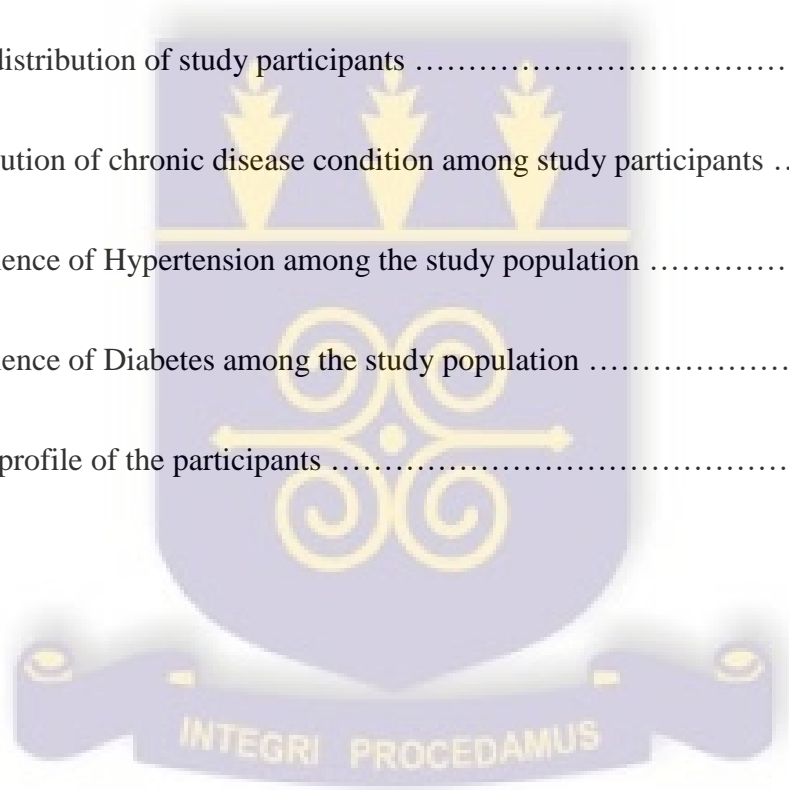 distribution of study participants ……………………………….
ution of chronic disease condition among study participants ..
ence of Hypertension among the study population …………..
ence of Diabetes among the study population ……………….
profile of the participants ……………………………………..
INTEGRI PROCEDAMUS